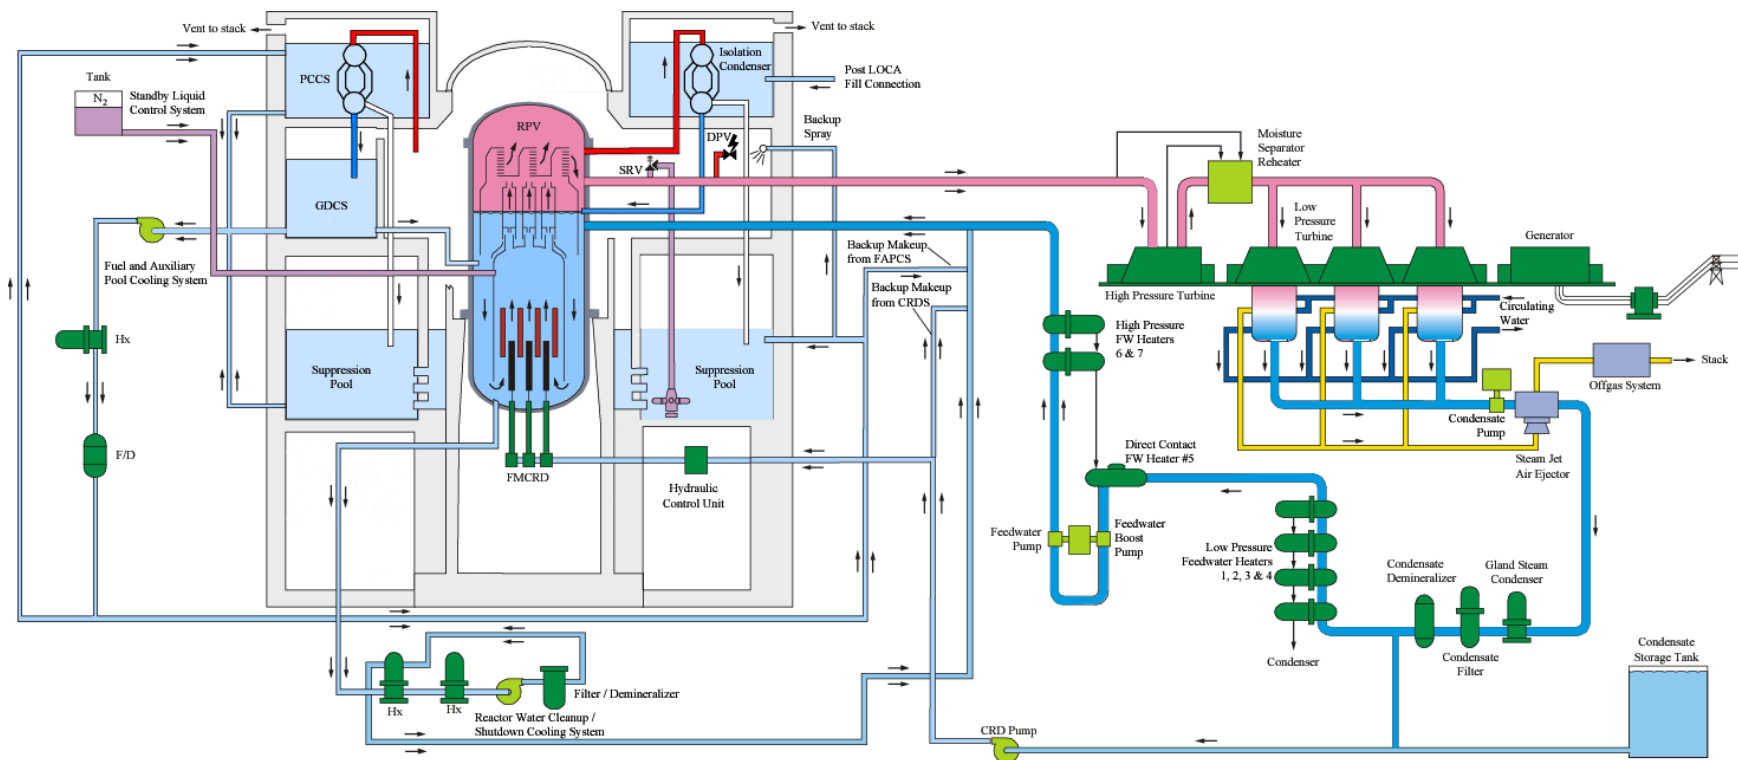 Vent to stack
Vent to stack
PCCS
Isolation
Condenser
Post LOCA
Fill Connection
Tank
N2
Standby Liquid
Control System
RPV
DPV
SRV
Backup
Spray
Moisture
Separator
Reheater
GDCS
Low
Pressure
Turbine
Generator
Fuel and Auxiliary
Pool Cooling System
Backup Makeup
from FAPCS
Backup Makeup
from CRDS
High Pressure Turbine
Circulating
Water
Hx
High Pressure
FW Heaters
6 & 7
Suppression
Pool
Suppression
Pool
Stack
Offgas System
Condensate
Pump
F/D
FMCRD
Hydraulic
Control Unit
Direct Contact
FW Heater #5
Steam Jet
Air Ejector
Feedwater
Pump
Feedwater
Boost
Pump
Low Pressure
Feedwater Heaters
1, 2, 3 & 4
Condensate
Demineralizer
Gland Steam
Condenser
Condenser
Condensate
Filter
Condensate
Storage Tank
Hx
Hx
Filter / Demineralizer
Reactor Water Cleanup /
Shutdown Cooling System
CRD Pump